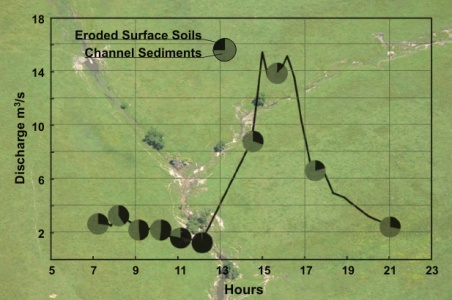 18
Eroded Surface Soils
Channel Sediments
14
10
6
2
Discharge m³/s
5 7 9 11 13 15 17 19 21 23
Hours